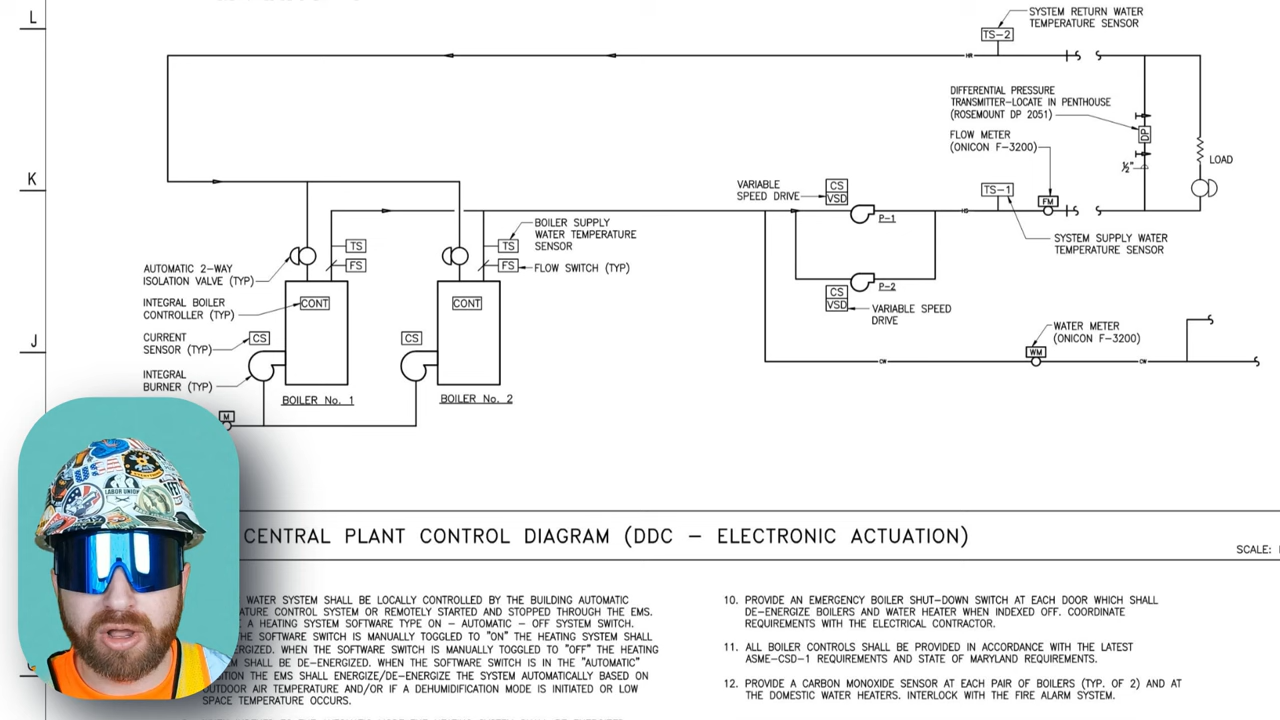 L
SYSTEM RETURN WATER
TEMPERATURE SENSOR
TS-2
HR
DIFFERENTIAL PRESSURE
TRANSMITTER-LOCATE IN PENTHOUSE
(ROSEMOUNT DP 2051)
DP
FLOW METER
(ONICON F-3200)
1/2"
LOAD
K
VARIABLE
SPEED DRIVE
CS
VSD
P-1
TS-1
FM
HS
SYSTEM SUPPLY WATER
TEMPERATURE SENSOR
BOILER SUPPLY
WATER TEMPERATURE
SENSOR
TS
TS
FS
FS
FLOW SWITCH (TYP)
AUTOMATIC 2-WAY
ISOLATION VALVE (TYP)
P-2
CS
VSD
VARIABLE SPEED
DRIVE
INTEGRAL BOILER
CONTROLLER (TYP)
CONT
CONT
J
CURRENT
SENSOR (TYP)
CS
CS
WATER METER
(ONICON F-3200)
WM
CW
CW
INTEGRAL
BURNER (TYP)
BOILER No. 1
BOILER No. 2
M
CENTRAL PLANT CONTROL DIAGRAM (DDC - ELECTRONIC ACTUATION)
SCALE:
WATER SYSTEM SHALL BE LOCALLY CONTROLLED BY THE BUILDING AUTOMATIC
ATURE CONTROL SYSTEM OR REMOTELY STARTED AND STOPPED THROUGH THE EMS.
A HEATING SYSTEM SOFTWARE TYPE ON - AUTOMATIC - OFF SYSTEM SWITCH.
HE SOFTWARE SWITCH IS MANUALLY TOGGLED TO "ON" THE HEATING SYSTEM SHALL
ERGIZED. WHEN THE SOFTWARE SWITCH IS MANUALLY TOGGLED TO "OFF" THE HEATING
M SHALL BE DE-ENERGIZED. WHEN THE SOFTWARE SWITCH IS IN THE "AUTOMATIC"
TION THE EMS SHALL ENERGIZE/DE-ENERGIZE THE SYSTEM AUTOMATICALLY BASED ON
OUTDOOR AIR TEMPERATURE AND/OR IF A DEHUMIDIFICATION MODE IS INITIATED OR LOW
SPACE TEMPERATURE OCCURS.
10. PROVIDE AN EMERGENCY BOILER SHUT-DOWN SWITCH AT EACH DOOR WHICH SHALL
DE-ENERGIZE BOILERS AND WATER HEATER WHEN INDEXED OFF. COORDINATE
REQUIREMENTS WITH THE ELECTRICAL CONTRACTOR.
11. ALL BOILER CONTROLS SHALL BE PROVIDED IN ACCORDANCE WITH THE LATEST
ASME-CSD-1 REQUIREMENTS AND STATE OF MARYLAND REQUIREMENTS.
12. PROVIDE A CARBON MONOXIDE SENSOR AT EACH PAIR OF BOILERS (TYP. OF 2) AND AT
THE DOMESTIC WATER HEATERS. INTERLOCK WITH THE FIRE ALARM SYSTEM.
LABOR UNION